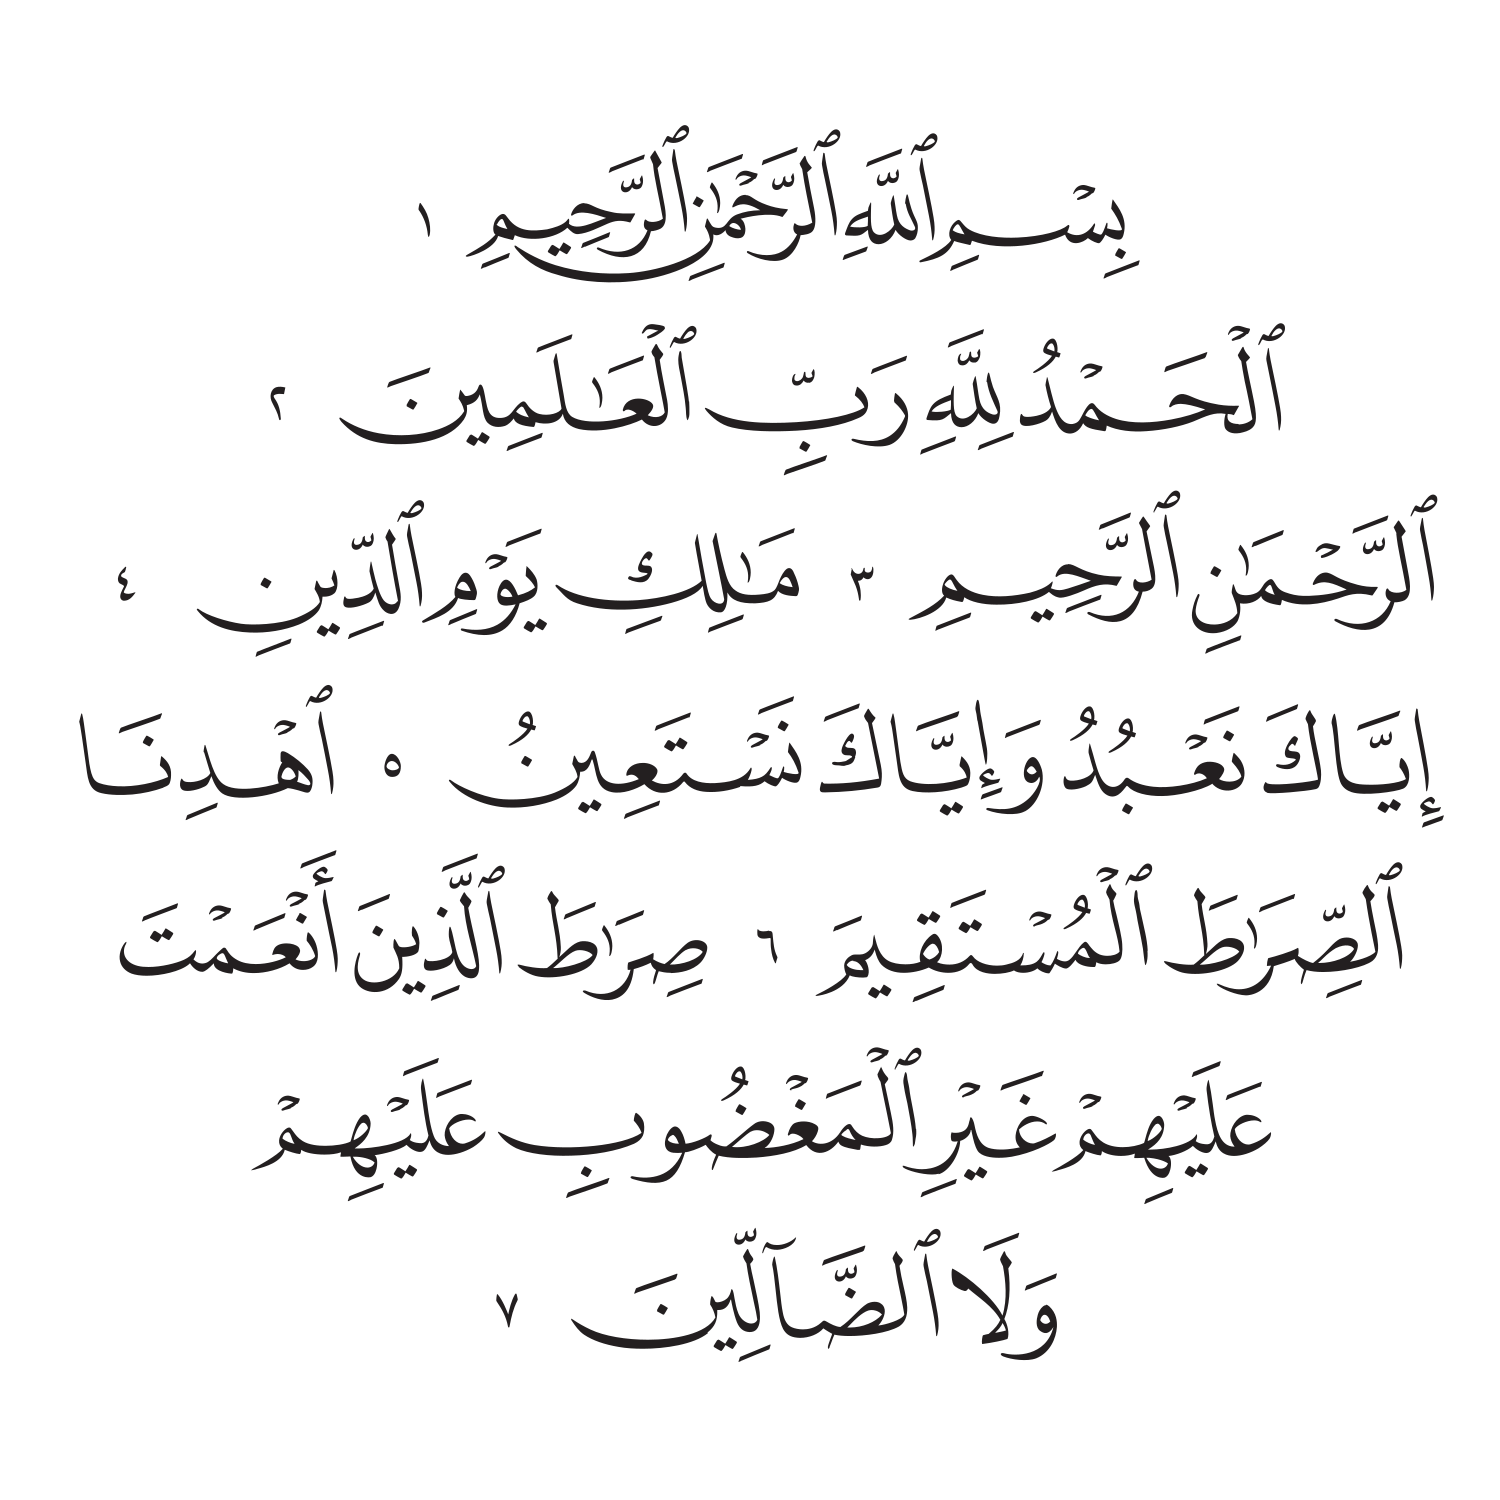 بِسْمِ ٱللَّهِ ٱلرَّحْمَٰنِ ٱلرَّحِيمِ ١
ٱلْحَمْدُ لِلَّهِ رَبِّ ٱلْعَٰلَمِينَ ٢
ٱلرَّحْمَٰنِ ٱلرَّحِيمِ ٣ مَٰلِكِ يَوْمِ ٱلدِّينِ ٤
إِيَّاكَ نَعْبُدُ وَإِيَّاكَ نَسْتَعِينُ ٥ ٱهْدِنَا
ٱلصِّرَٰطَ ٱلْمُسْتَقِيمَ ٦ صِرَٰطَ ٱلَّذِينَ أَنْعَمْتَ
عَلَيْهِمْ غَيْرِ ٱلْمَغْضُوبِ عَلَيْهِمْ
وَلَا ٱلضَّآلِّينَ ٧